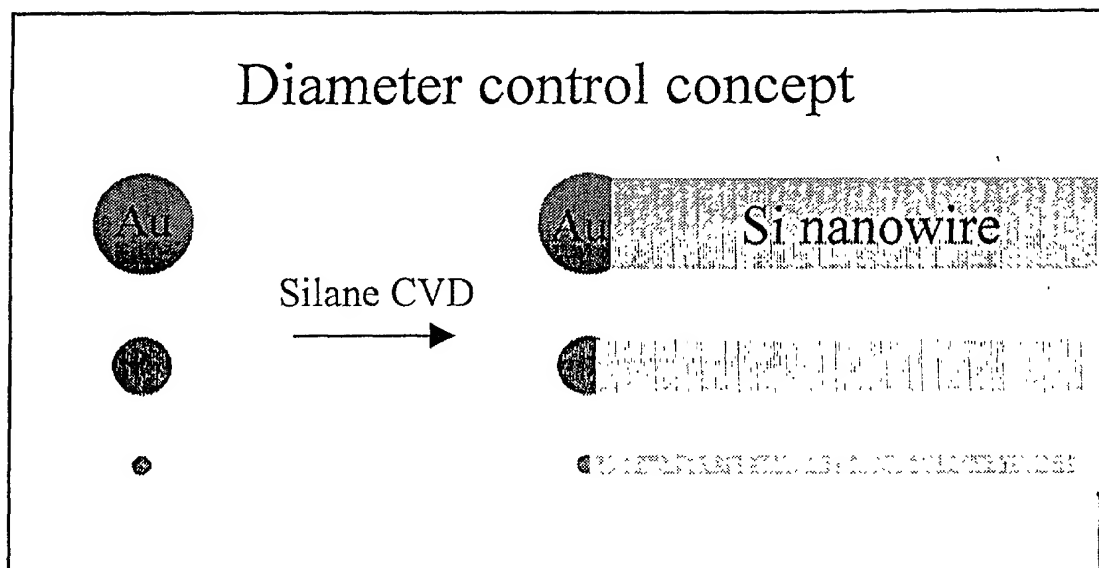 Diameter control concept
Au
Au
Si nanowire
Silane CVD